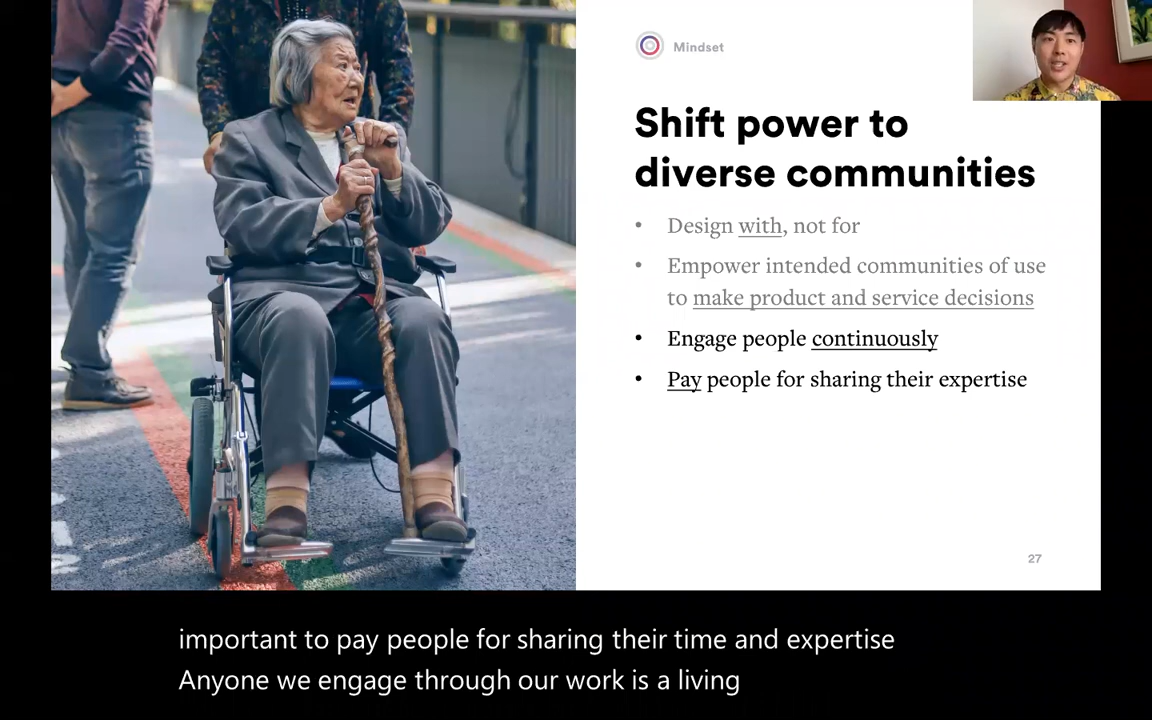 Mindset
Shift power to
diverse communities
• Design with, not for
• Empower intended communities of use
to make product and service decisions
• Engage people continuously
• Pay people for sharing their expertise
27
important to pay people for sharing their time and expertise
Anyone we engage through our work is a living